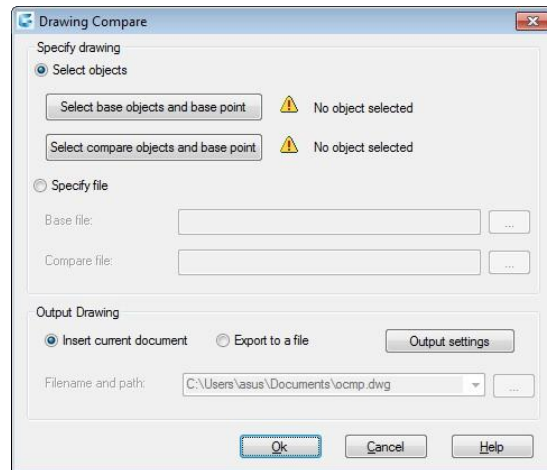 Drawing Compare
Specify drawing
Select objects
Select base objects and base point No object selected
Select compare objects and base point No object selected
Specify file
Base file: ...
Compare file: ...
Output Drawing
Insert current document Export to a file Output settings
Filename and path: C:\Users\asus\Documents\ocmp.dwg ...
Ok Cancel Help